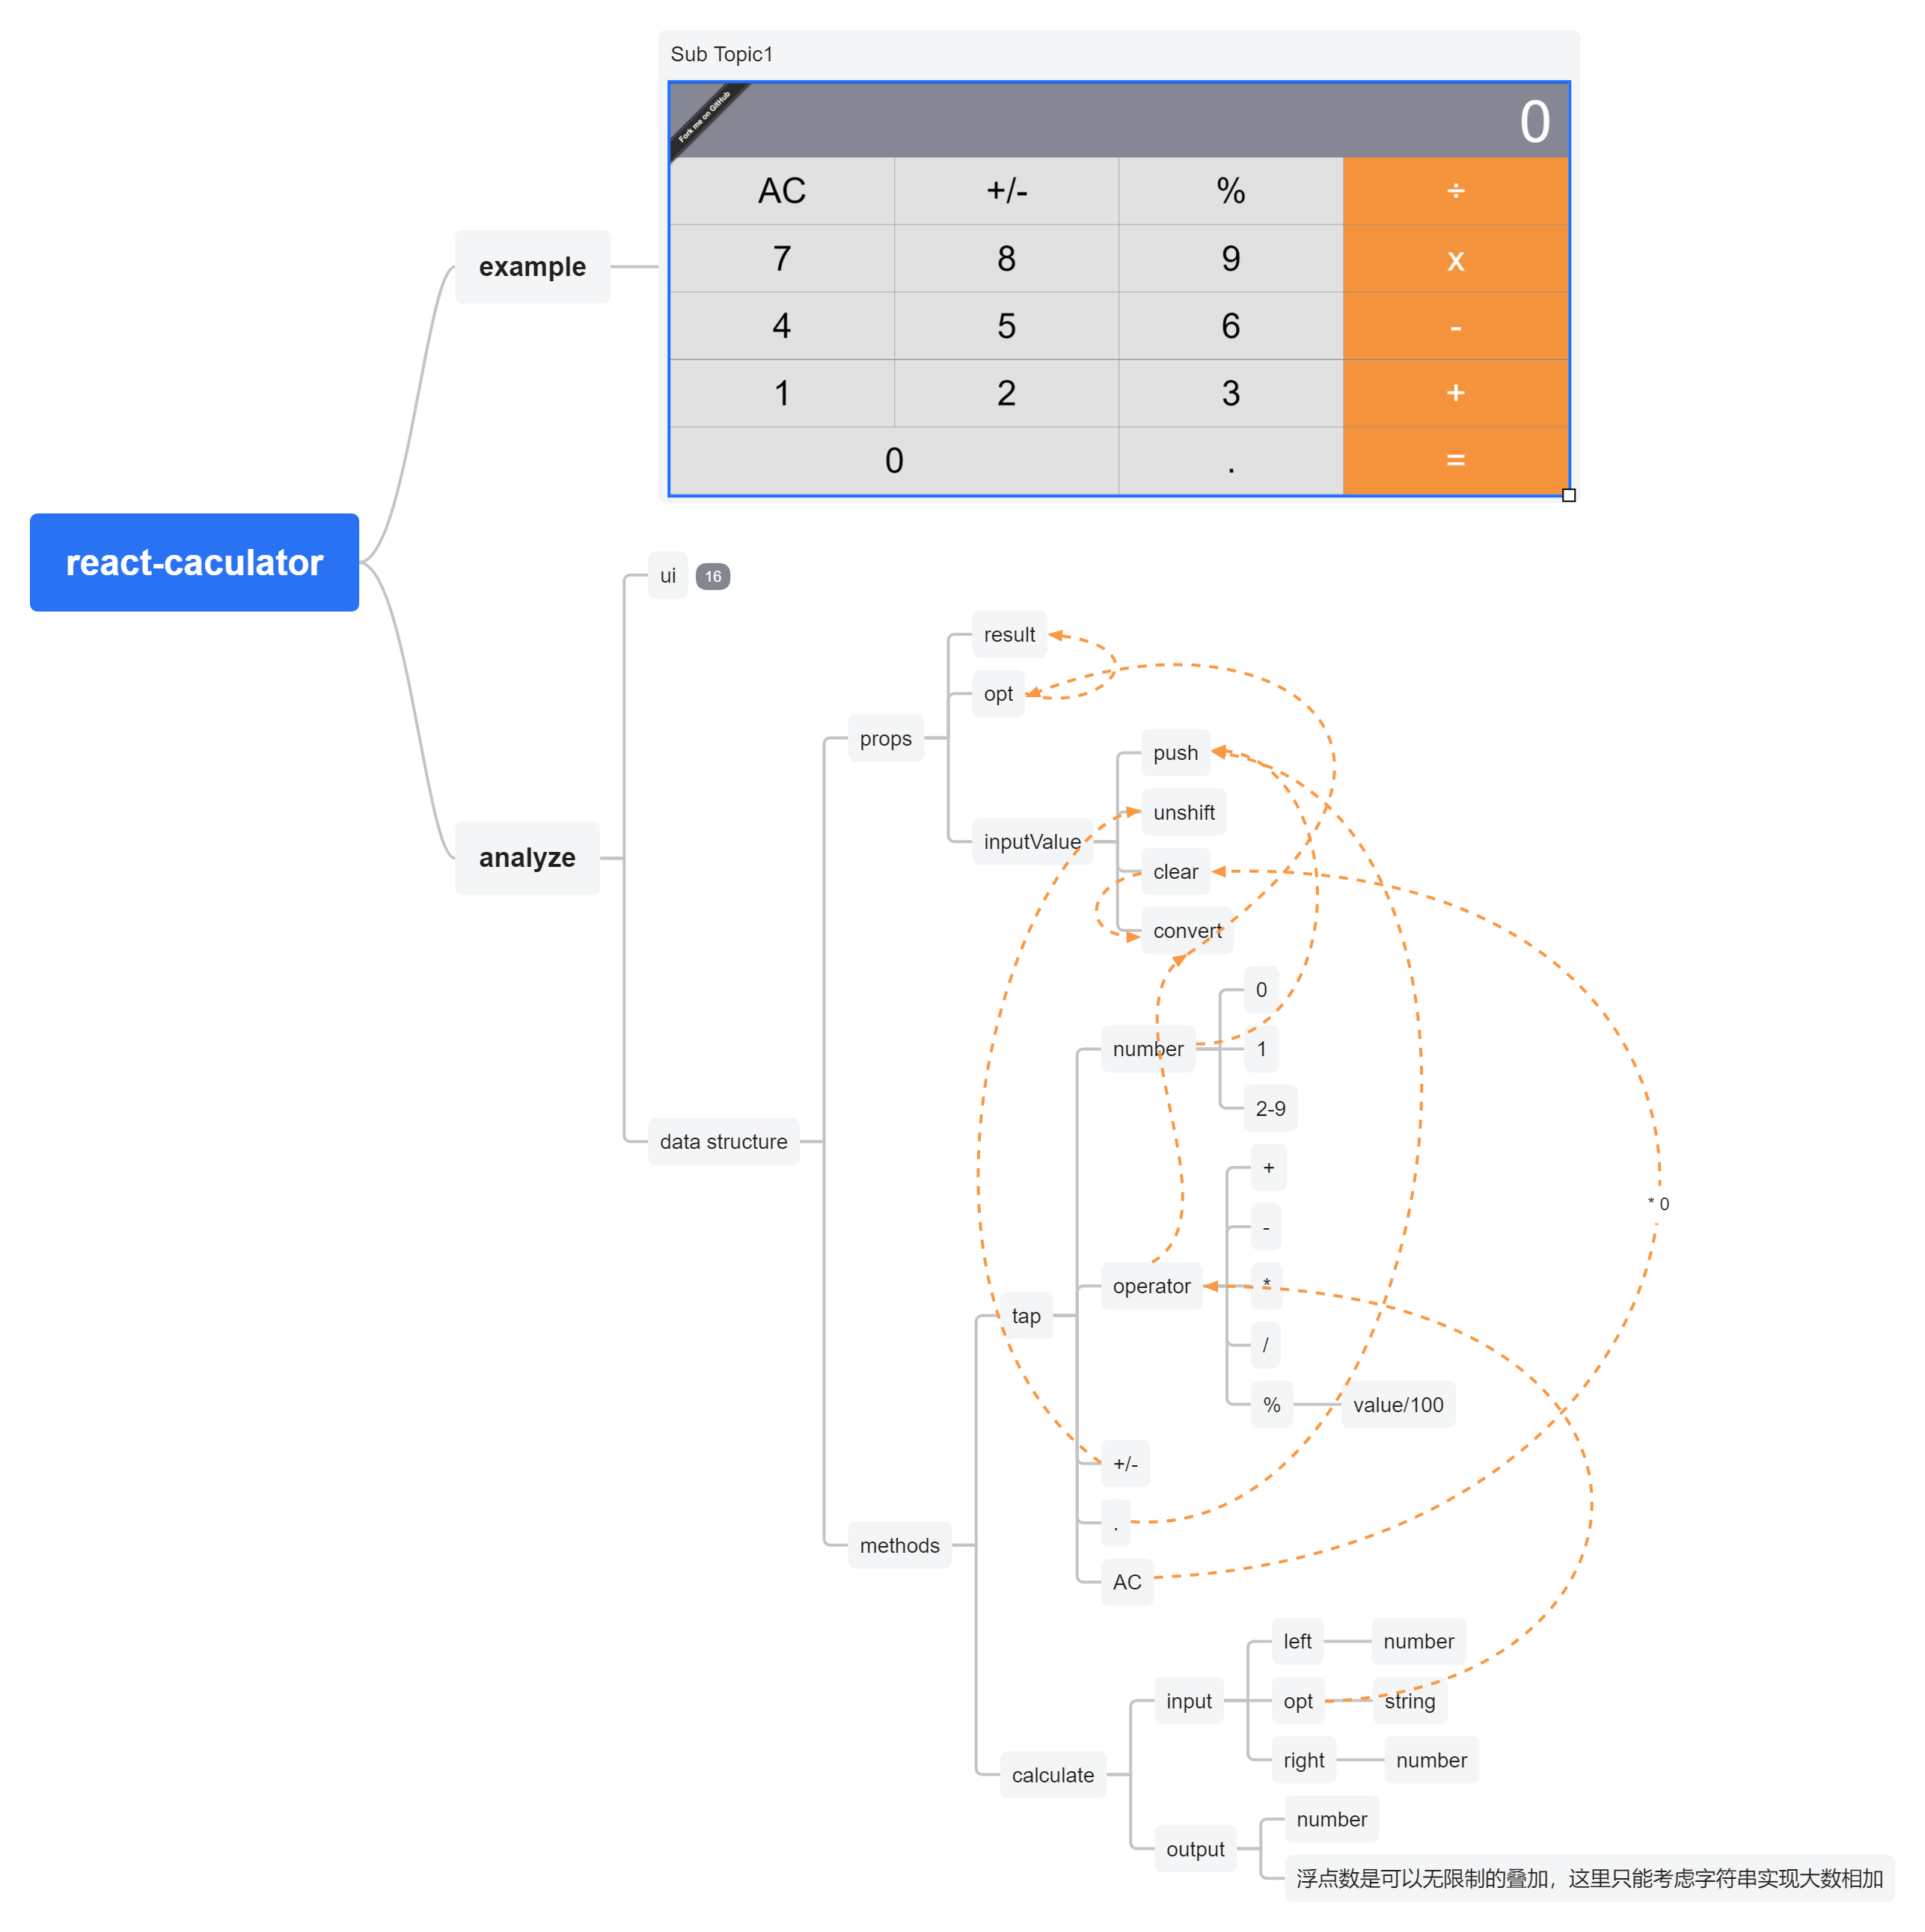 Sub Topic1
Fork me on GitHub
0
AC +/- % ÷
7 8 9 x
4 5 6 -
1 2 3 +
0 . =
example
react-caculator
ui 16
result
opt
props
push
unshift
inputValue
clear
convert
analyze
0
number
1
2-9
data structure
+
-
operator
*
tap
/
% value/100
+/-
.
methods
AC
* 0
left number
input
opt string
right number
calculate
number
output
浮点数是可以无限制的叠加，这里只能考虑字符串实现大数相加